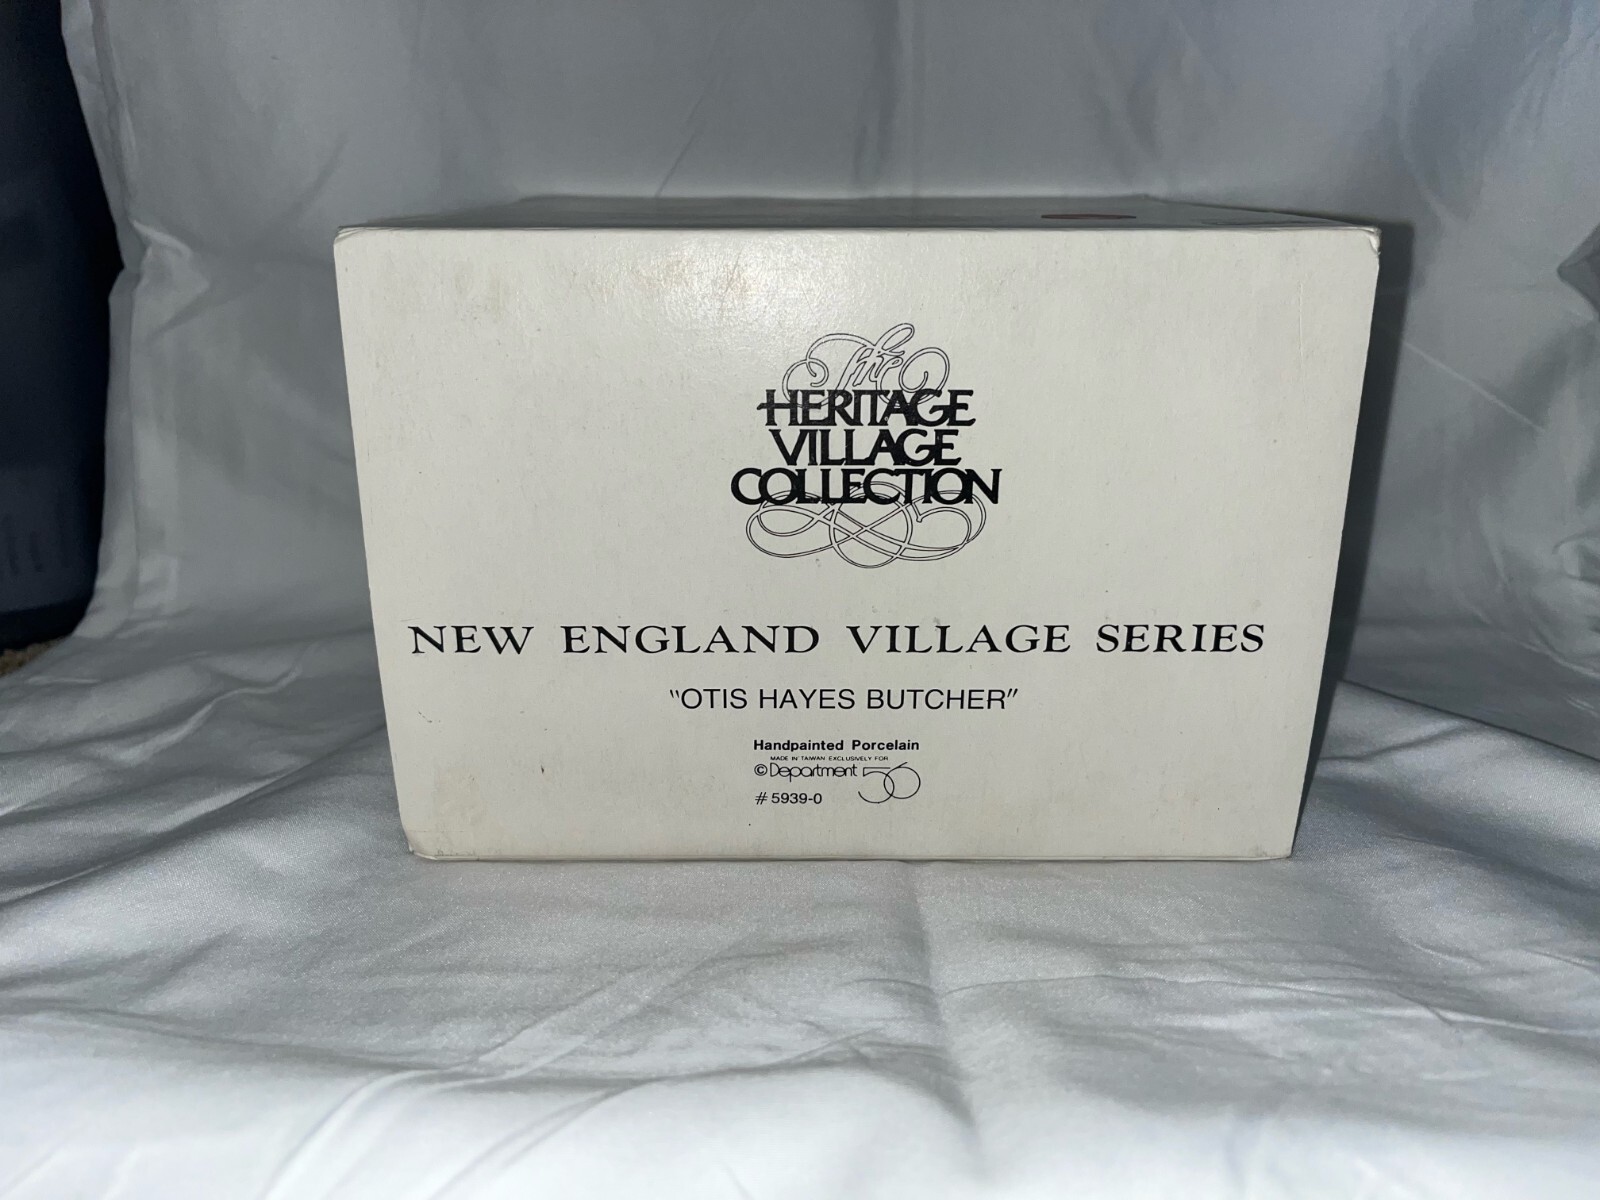 The
HERITAGE
VILLAGE
COLLECTION
NEW ENGLAND VILLAGE SERIES
"OTIS HAYES BUTCHER"
Handpainted Porcelain
MADE IN TAIWAN EXCLUSIVELY FOR
©Department 56
# 5939-0